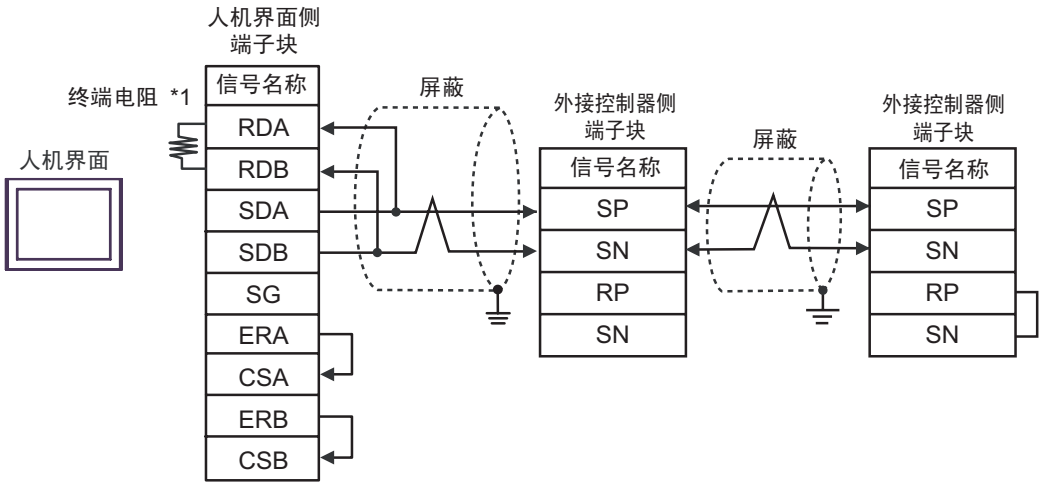 人机界面侧
端子块
终端电阻 *1
人机界面
信号名称
RDA
RDB
SDA
SDB
SG
ERA
CSA
ERB
CSB
屏蔽
外接控制器侧
端子块
信号名称
SP
SN
RP
SN
屏蔽
外接控制器侧
端子块
信号名称
SP
SN
RP
SN